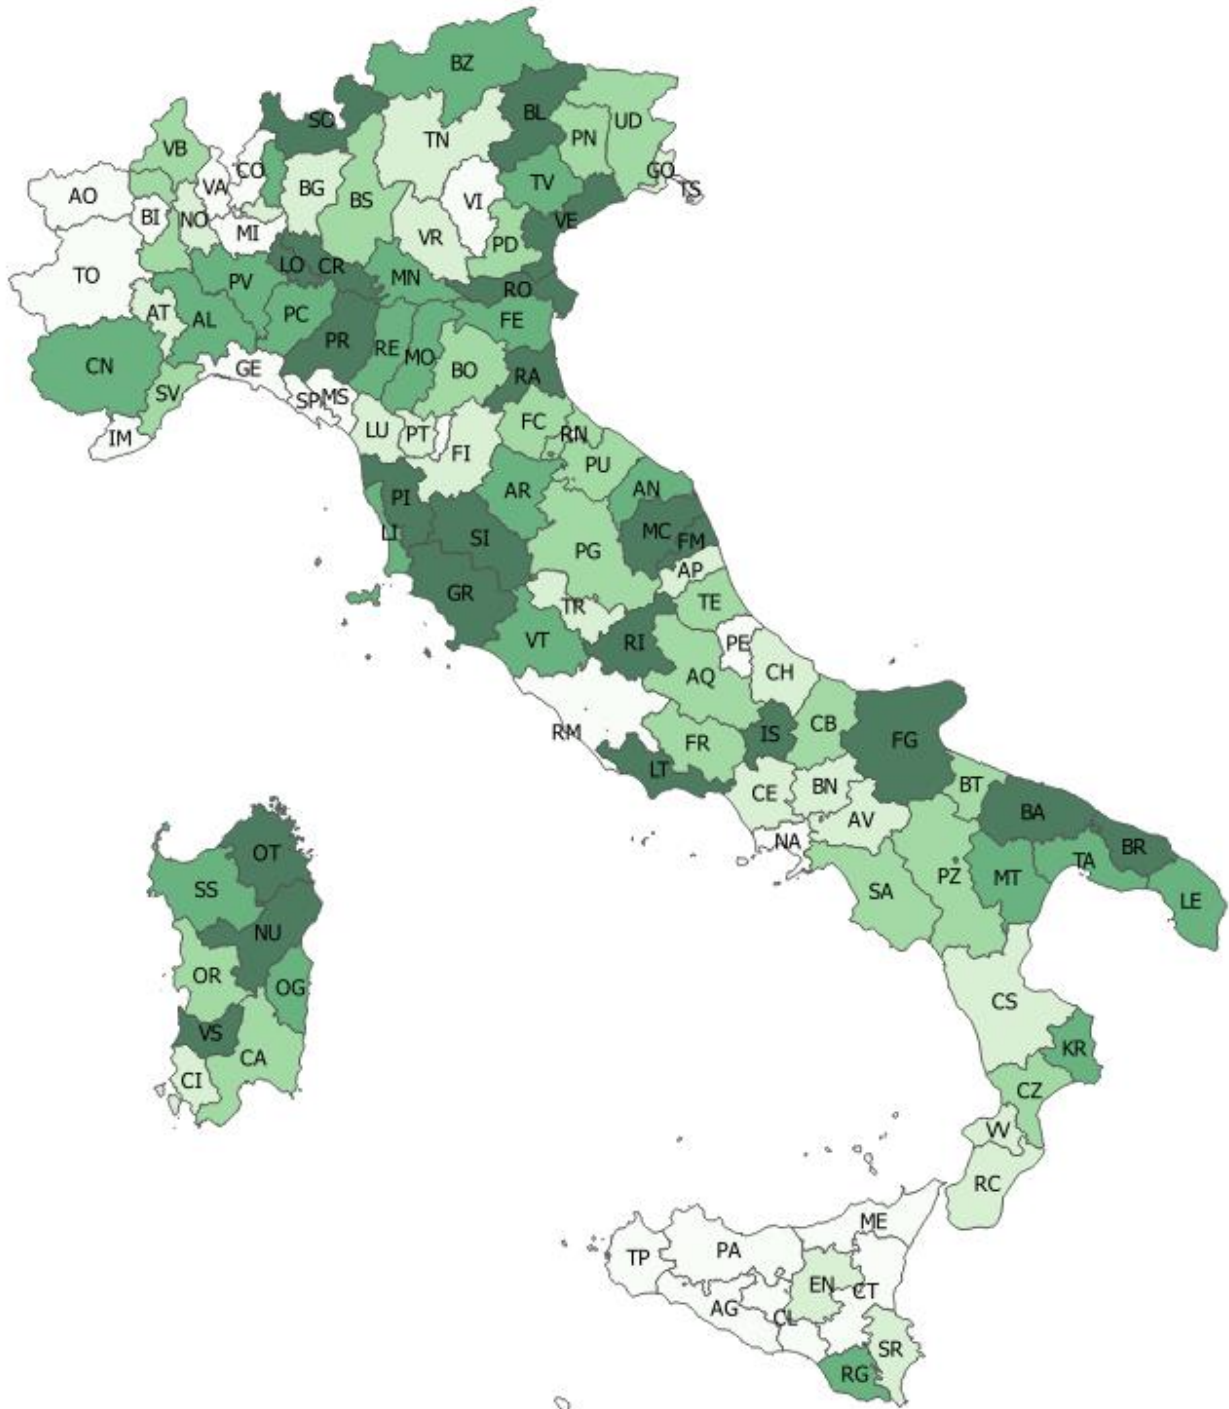 BZ
SO
BL
UD
PN
TN
VB
GO
CO
TS
VA
BG
TV
AO
BS
VI
BI
NO
VE
MI
VR
PD
LO
CR
TO
PV
MN
RO
AT
PC
AL
FE
PR
RE
MO
CN
GE
BO
RA
SV
SP
MS
FC
LU
PT
RN
IM
FI
PU
PI
AR
AN
LI
SI
MC
FM
PG
AP
GR
TR
TE
VT
RI
PE
CH
AQ
RM
IS
CB
FR
FG
LT
CE
BN
BT
BA
AV
NA
BR
OT
TA
SS
SA
PZ
MT
LE
NU
OR
OG
CS
VS
KR
CA
CI
CZ
VV
RC
ME
TP
PA
EN
CT
AG
CL
SR
RG